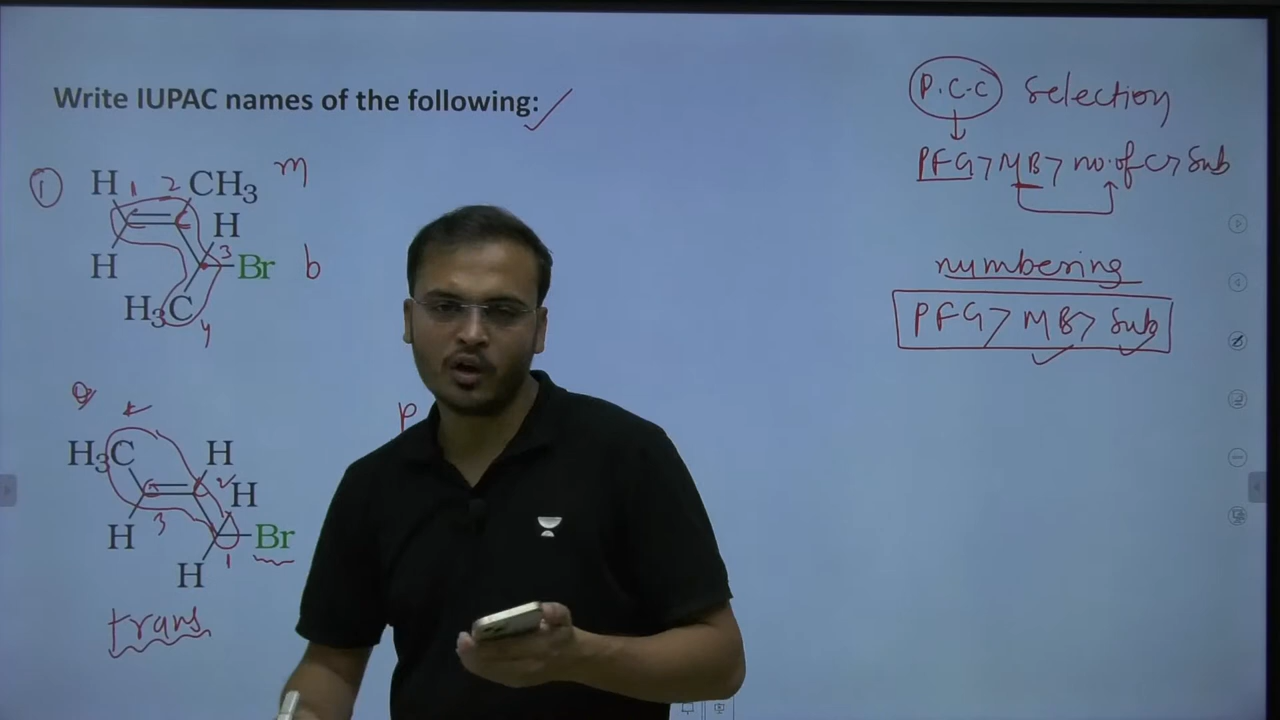 Write IUPAC names of the following:
P.C.C Selection
PFG > MB > no. of C > Sub
numbering
PFG > MB > Sub
i
H 1 2 CH3 m
H
3
H Br b
H3C
4
H3C H
2 H
H 3 Br
1
H
trans
P